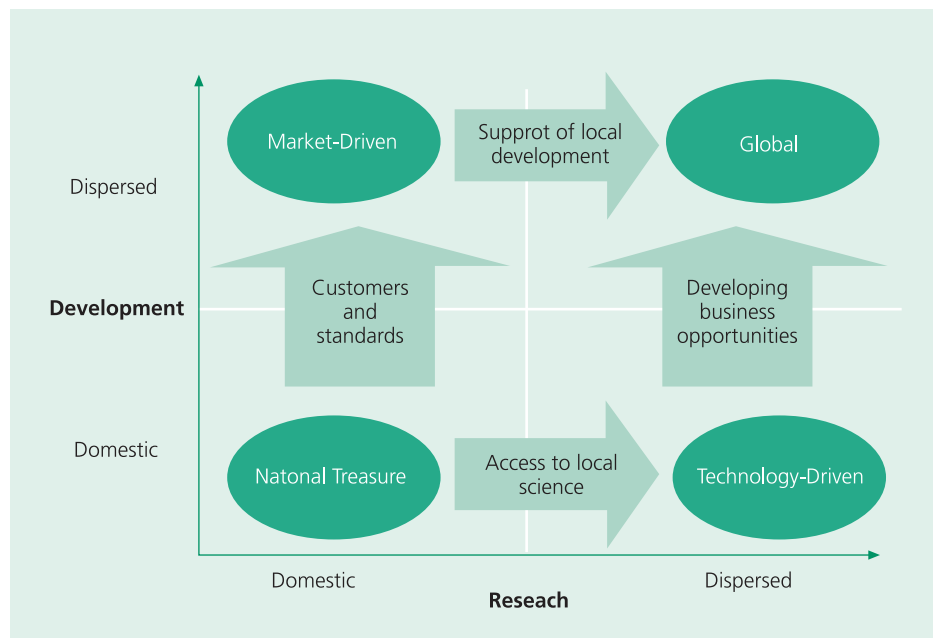 Market-Driven
Supprot of local
development
Global
Dispersed
Customers
and
standards
Developing
business
opportunities
Development
Domestic
Natonal Treasure
Access to local
science
Technology-Driven
Domestic
Dispersed
Reseach